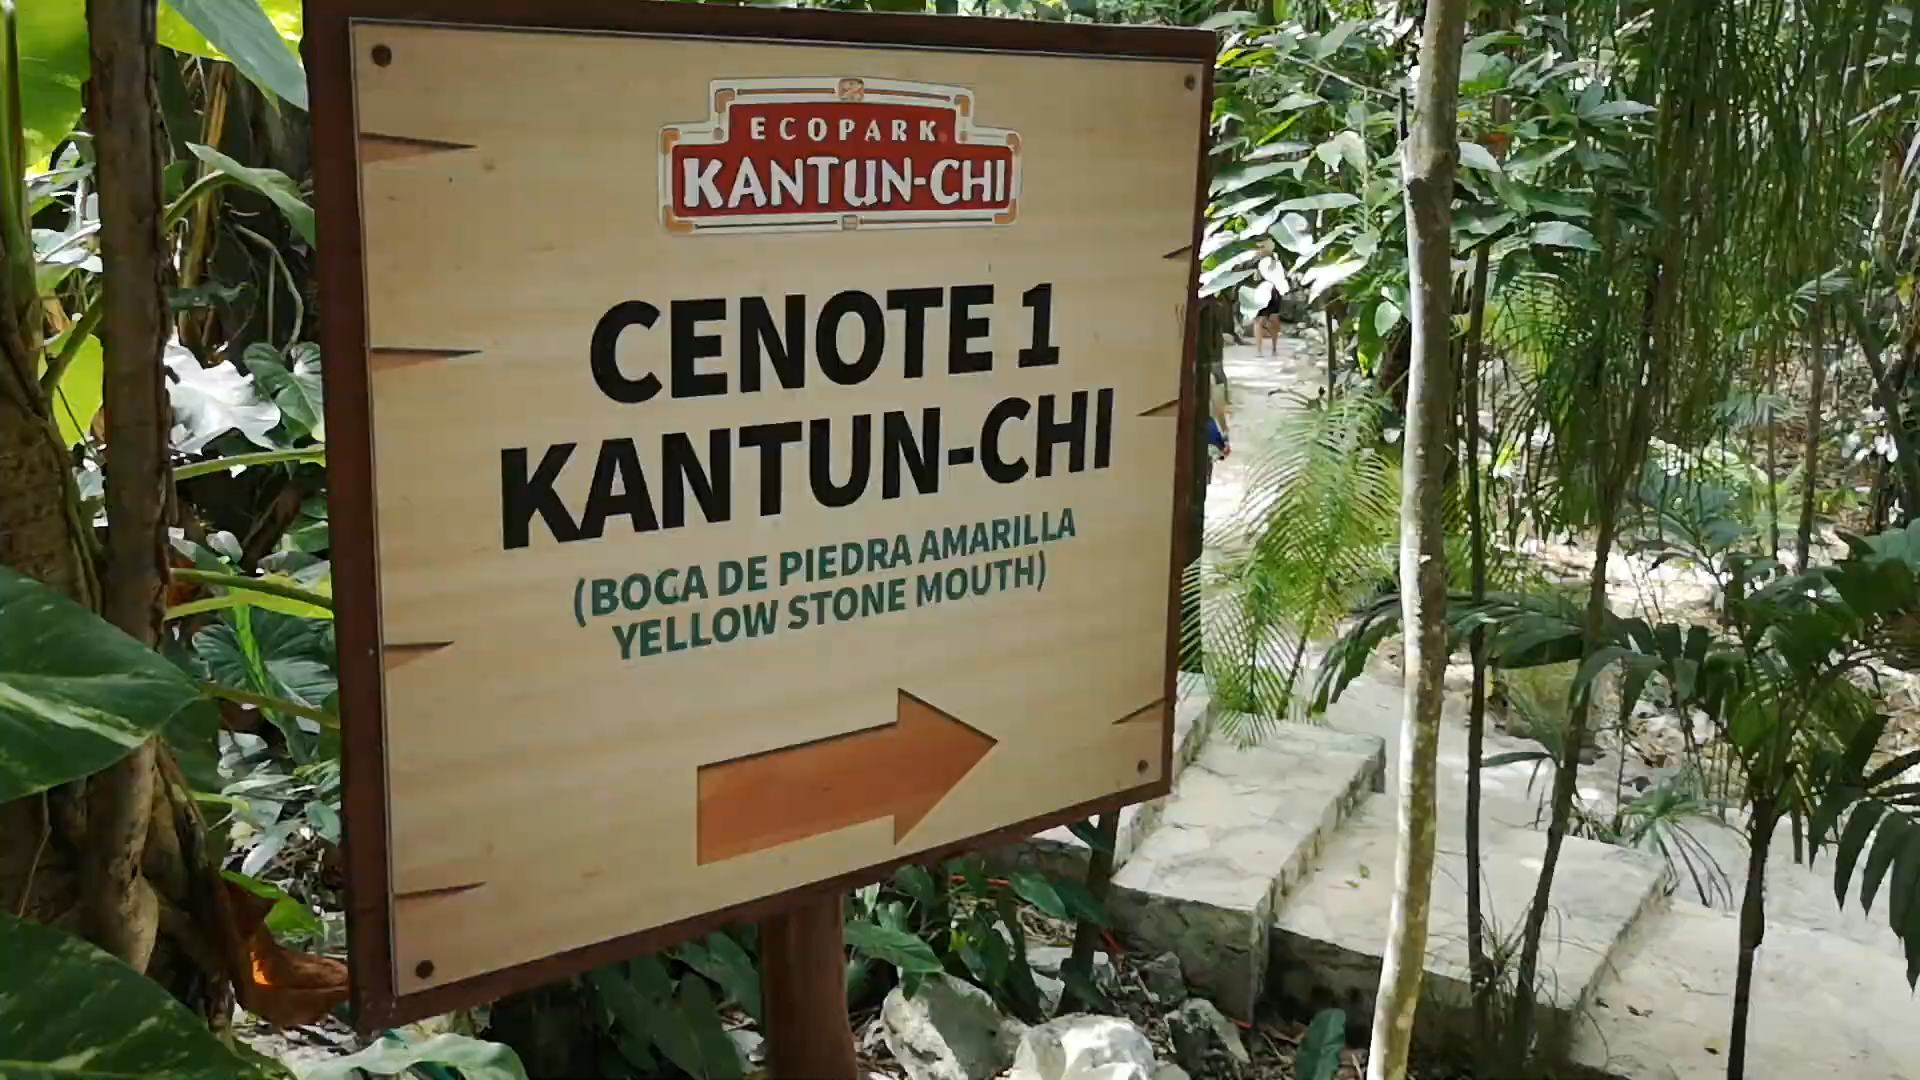 ECOPARK
KANTUN-CHI
CENOTE 1
KANTUN-CHI
(BOCA DE PIEDRA AMARILLA
YELLOW STONE MOUTH)